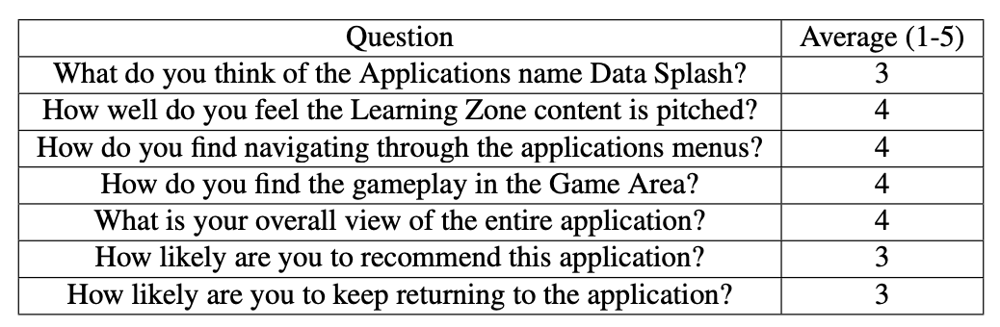 Question Average (1-5)
What do you think of the Applications name Data Splash? 3
How well do you feel the Learning Zone content is pitched? 4
How do you find navigating through the applications menus? 4
How do you find the gameplay in the Game Area? 4
What is your overall view of the entire application? 4
How likely are you to recommend this application? 3
How likely are you to keep returning to the application? 3